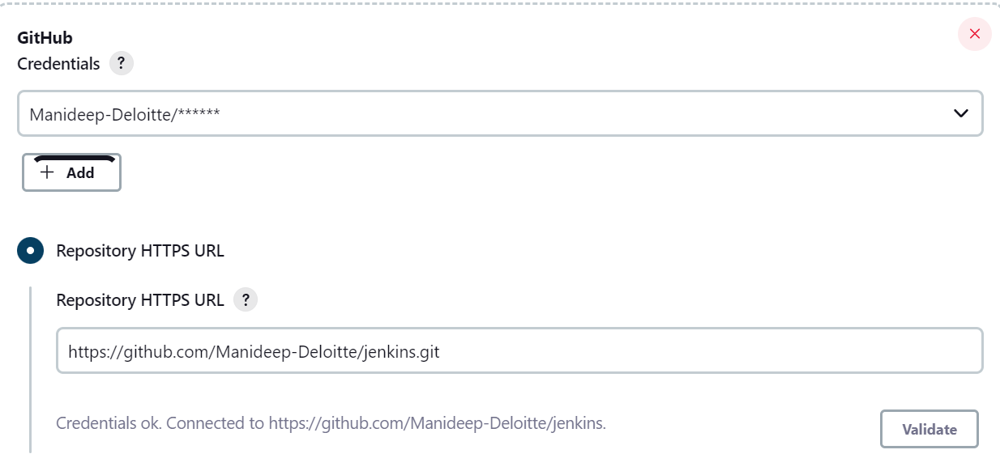 GitHub
Credentials ?
Manideep-Deloitte/******
+ Add
Repository HTTPS URL
Repository HTTPS URL ?
https://github.com/Manideep-Deloitte/jenkins.git
Credentials ok. Connected to https://github.com/Manideep-Deloitte/jenkins.
Validate